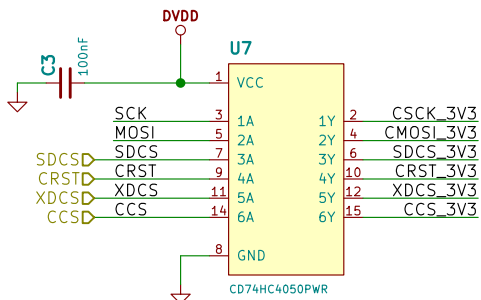 DVDD
U7
C3
100nF
1 VCC
SCK 3 1A 1Y 2 CSCK_3V3
MOSI 5 2A 2Y 4 CMOSI_3V3
SDCS SDCS 7 3A 3Y 6 SDCS_3V3
CRST CRST 9 4A 4Y 10 CRST_3V3
XDCS XDCS 11 5A 5Y 12 XDCS_3V3
CCS CCS 14 6A 6Y 15 CCS_3V3
8 GND
CD74HC4050PWR